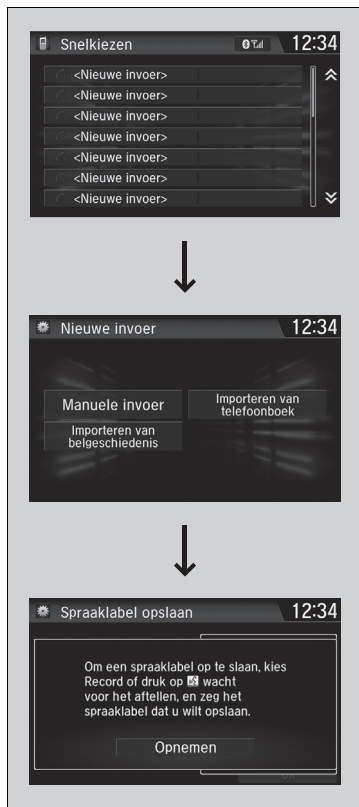 Snelkiezen 12:34
<Nieuwe invoer>
<Nieuwe invoer>
<Nieuwe invoer>
<Nieuwe invoer>
<Nieuwe invoer>
<Nieuwe invoer>
<Nieuwe invoer>
Nieuwe invoer 12:34
Manuele invoer
Importeren van
telefoonboek
Importeren van
belgeschiedenis
Spraaklabel opslaan 12:34
Om een spraaklabel op te slaan, kies
Record of druk op wacht
voor het aftellen, en zeg het
spraaklabel dat u wilt opslaan.
Opnemen